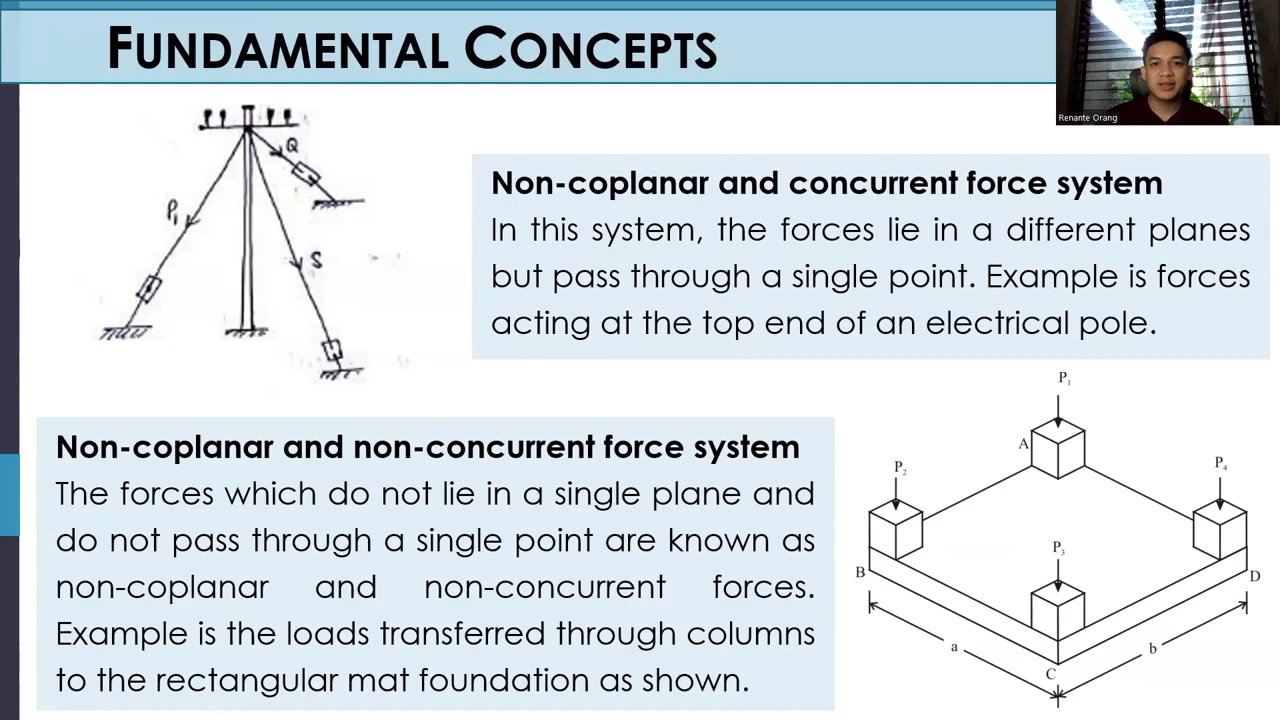 FUNDAMENTAL CONCEPTS
Renante Orang
Q
P₁
S
Non-coplanar and concurrent force system
In this system, the forces lie in a different planes
but pass through a single point. Example is forces
acting at the top end of an electrical pole.
Non-coplanar and non-concurrent force system
The forces which do not lie in a single plane and
do not pass through a single point are known as
non-coplanar and non-concurrent forces.
Example is the loads transferred through columns
to the rectangular mat foundation as shown.
P₁
A
P₂
P₄
P₃
B
D
a
b
C